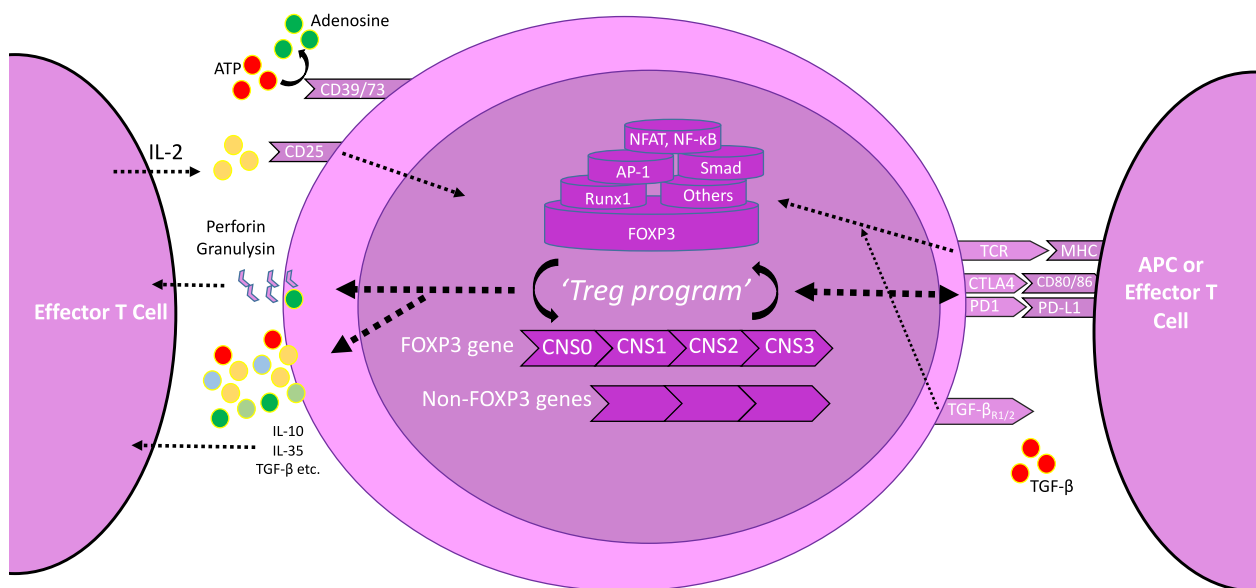 Adenosine
ATP
CD39/73
IL-2
CD25
Perforin
Granulysin
Effector T Cell
IL-10
IL-35
TGF-β etc.
NFAT, NF-κB
AP-1
Smad
Runx1
Others
FOXP3
‘Treg program’
FOXP3 gene
CNS0
CNS1
CNS2
CNS3
Non-FOXP3 genes
TCR
MHC
CTLA4
CD80/86
PD1
PD-L1
TGF-βR1/2
TGF-β
APC or
Effector T
Cell